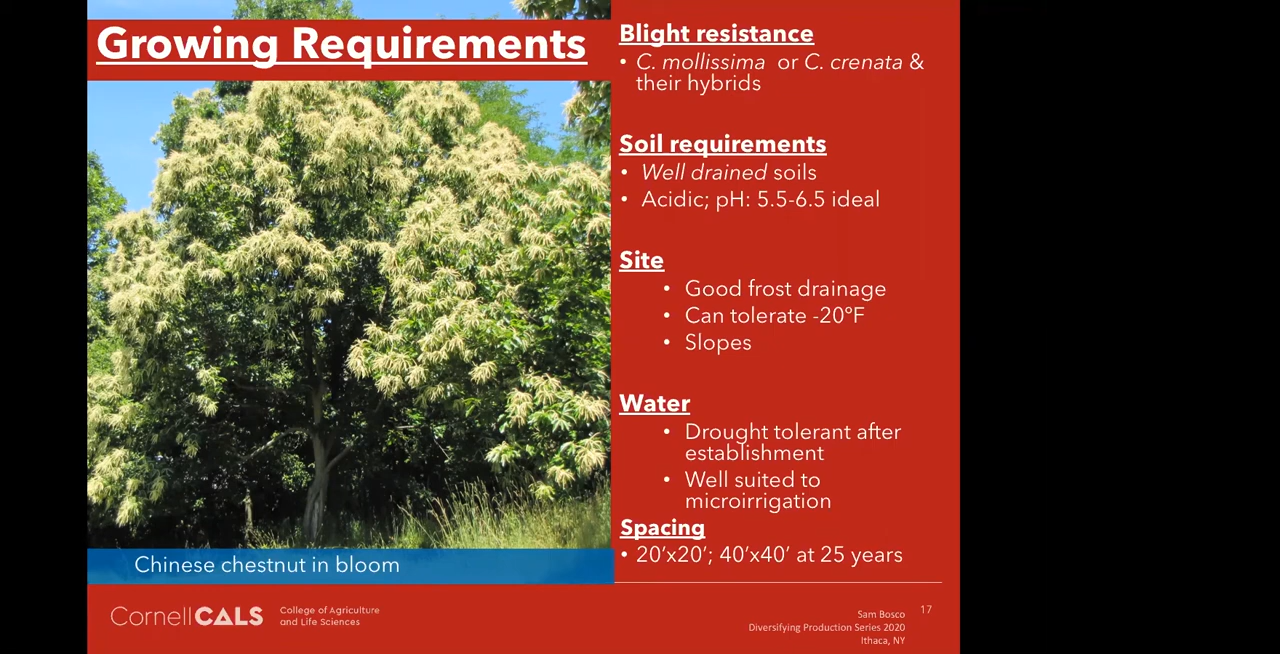 Growing Requirements
Blight resistance
• C. mollissima or C. crenata &
their hybrids
Soil requirements
• Well drained soils
• Acidic; pH: 5.5-6.5 ideal
Site
• Good frost drainage
• Can tolerate -20°F
• Slopes
Water
• Drought tolerant after
establishment
• Well suited to
microirrigation
Spacing
• 20’x20’; 40’x40’ at 25 years
Chinese chestnut in bloom
CornellCALS
College of Agriculture
and Life Sciences
Sam Bosco
Diversifying Production Series 2020
Ithaca, NY
17